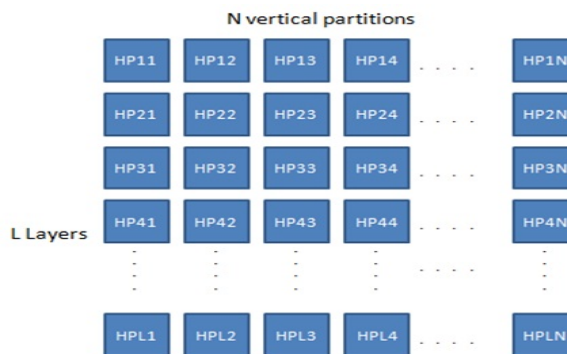 N vertical partitions
HP11 HP12 HP13 HP14 . . . . HP1N
HP21 HP22 HP23 HP24 . . . . HP2N
HP31 HP32 HP33 HP34 . . . . HP3N
HP41 HP42 HP43 HP44 . . . . HP4N
L Layers
. . . .
HPL1 HPL2 HPL3 HPL4 . . . . HPLN